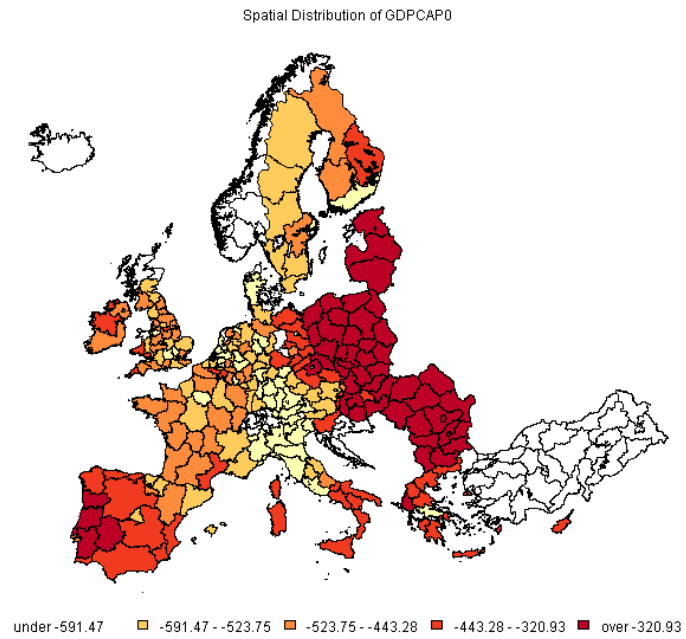 Spatial Distribution of GDPCAP0
under -591.47 -591.47 - -523.75 -523.75 - -443.28 -443.28 - -320.93 over -320.93